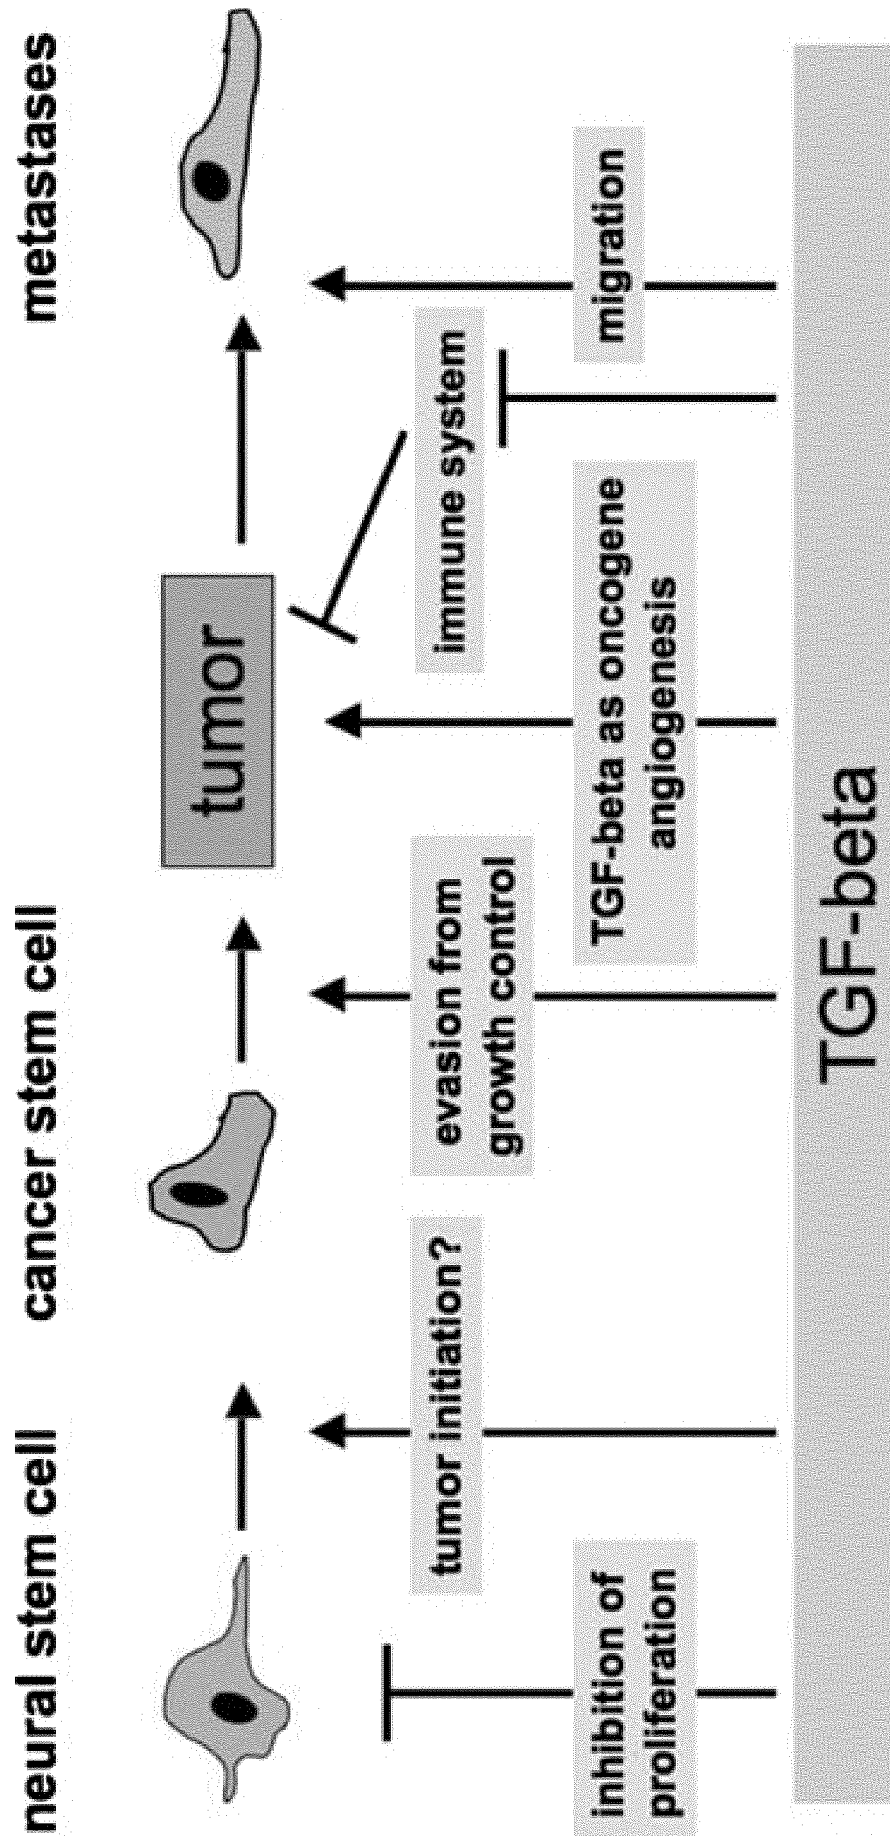 neural stem cell
cancer stem cell
metastases
tumor
tumor initiation?
evasion from
growth control
immune system
inhibition of
proliferation
TGF-beta as oncogene
angiogenesis
migration
TGF-beta